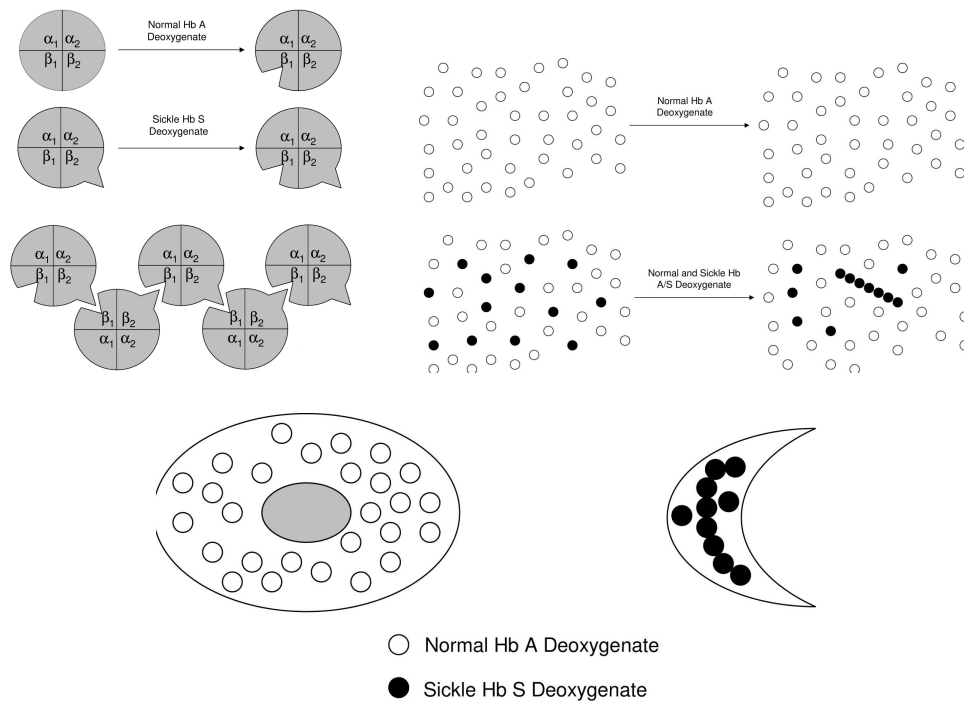 Normal Hb A
Deoxygenate
α1 α2
β1 β2
α1 α2
β1 β2
Sickle Hb S
Deoxygenate
α1 α2
β1 β2
α1 α2
β1 β2
Normal Hb A
Deoxygenate
α1 α2
β1 β2
α1 α2
β1 β2
α1 α2
β1 β2
β1 β2
α1 α2
β1 β2
α1 α2
Normal and Sickle Hb
A/S Deoxygenate
Normal Hb A Deoxygenate
Sickle Hb S Deoxygenate